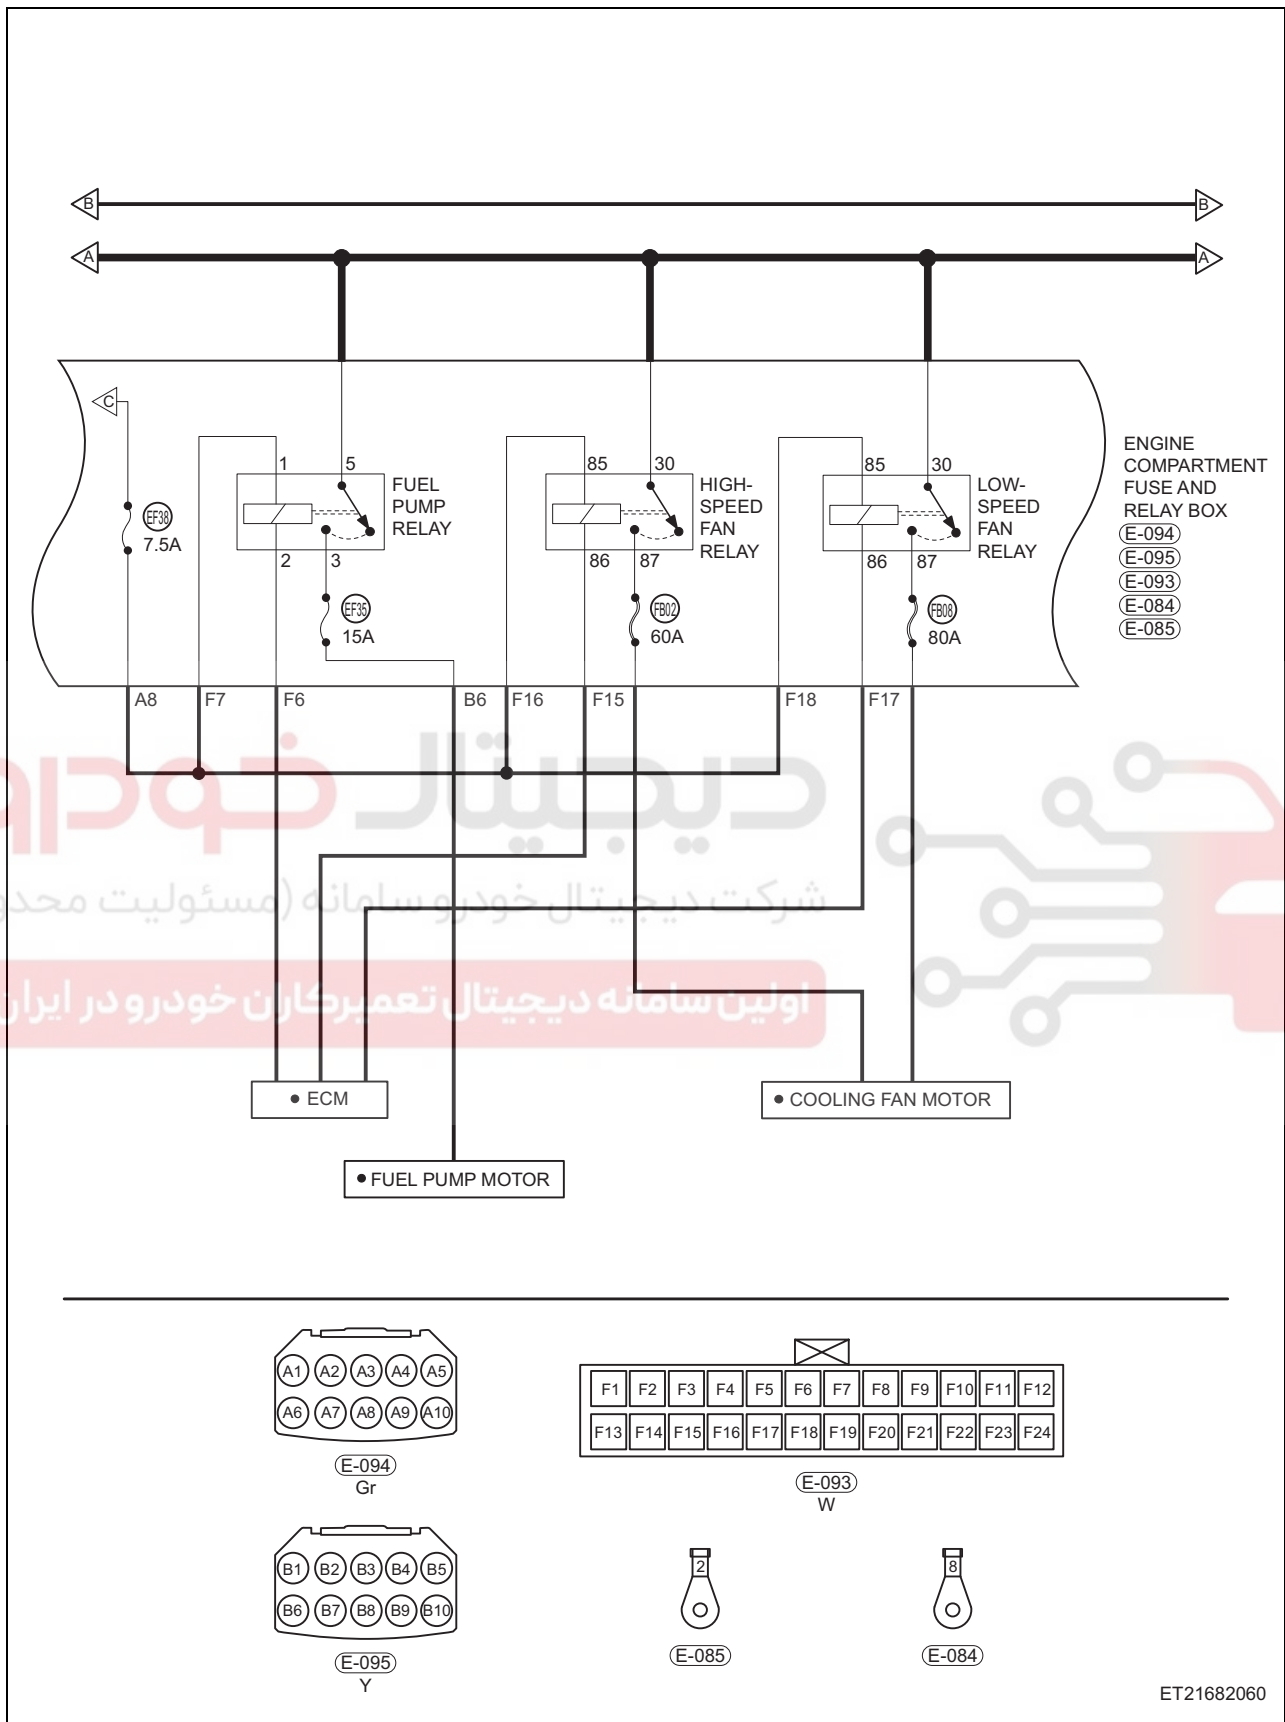 B B
A A
C
1 5
85 30
85 30
EF38
7.5A
FUEL
PUMP
RELAY
HIGH-
SPEED
FAN
RELAY
LOW-
SPEED
FAN
RELAY
2 3
86 87
86 87
EF35
15A
FB02
60A
FB08
80A
ENGINE
COMPARTMENT
FUSE AND
RELAY BOX
E-094
E-095
E-093
E-084
E-085
A8 F7 F6 B6 F16 F15 F18 F17
دیجیتال خودرو
شرکت دیجیتال خودرو سامانه (مسئولیت
اولین سامانه دیجیتال تعمیرکاران خودرو در ایران
ECM
COOLING FAN MOTOR
FUEL PUMP MOTOR
A1 A2 A3 A4 A5
A6 A7 A8 A9 A10
E-094
Gr
F1 F2 F3 F4 F5 F6 F7 F8 F9 F10 F11 F12
F13 F14 F15 F16 F17 F18 F19 F20 F21 F22 F23 F24
E-093
W
B1 B2 B3 B4 B5
B6 B7 B8 B9 B10
E-095
Y
2
E-085
8
E-084
ET21682060